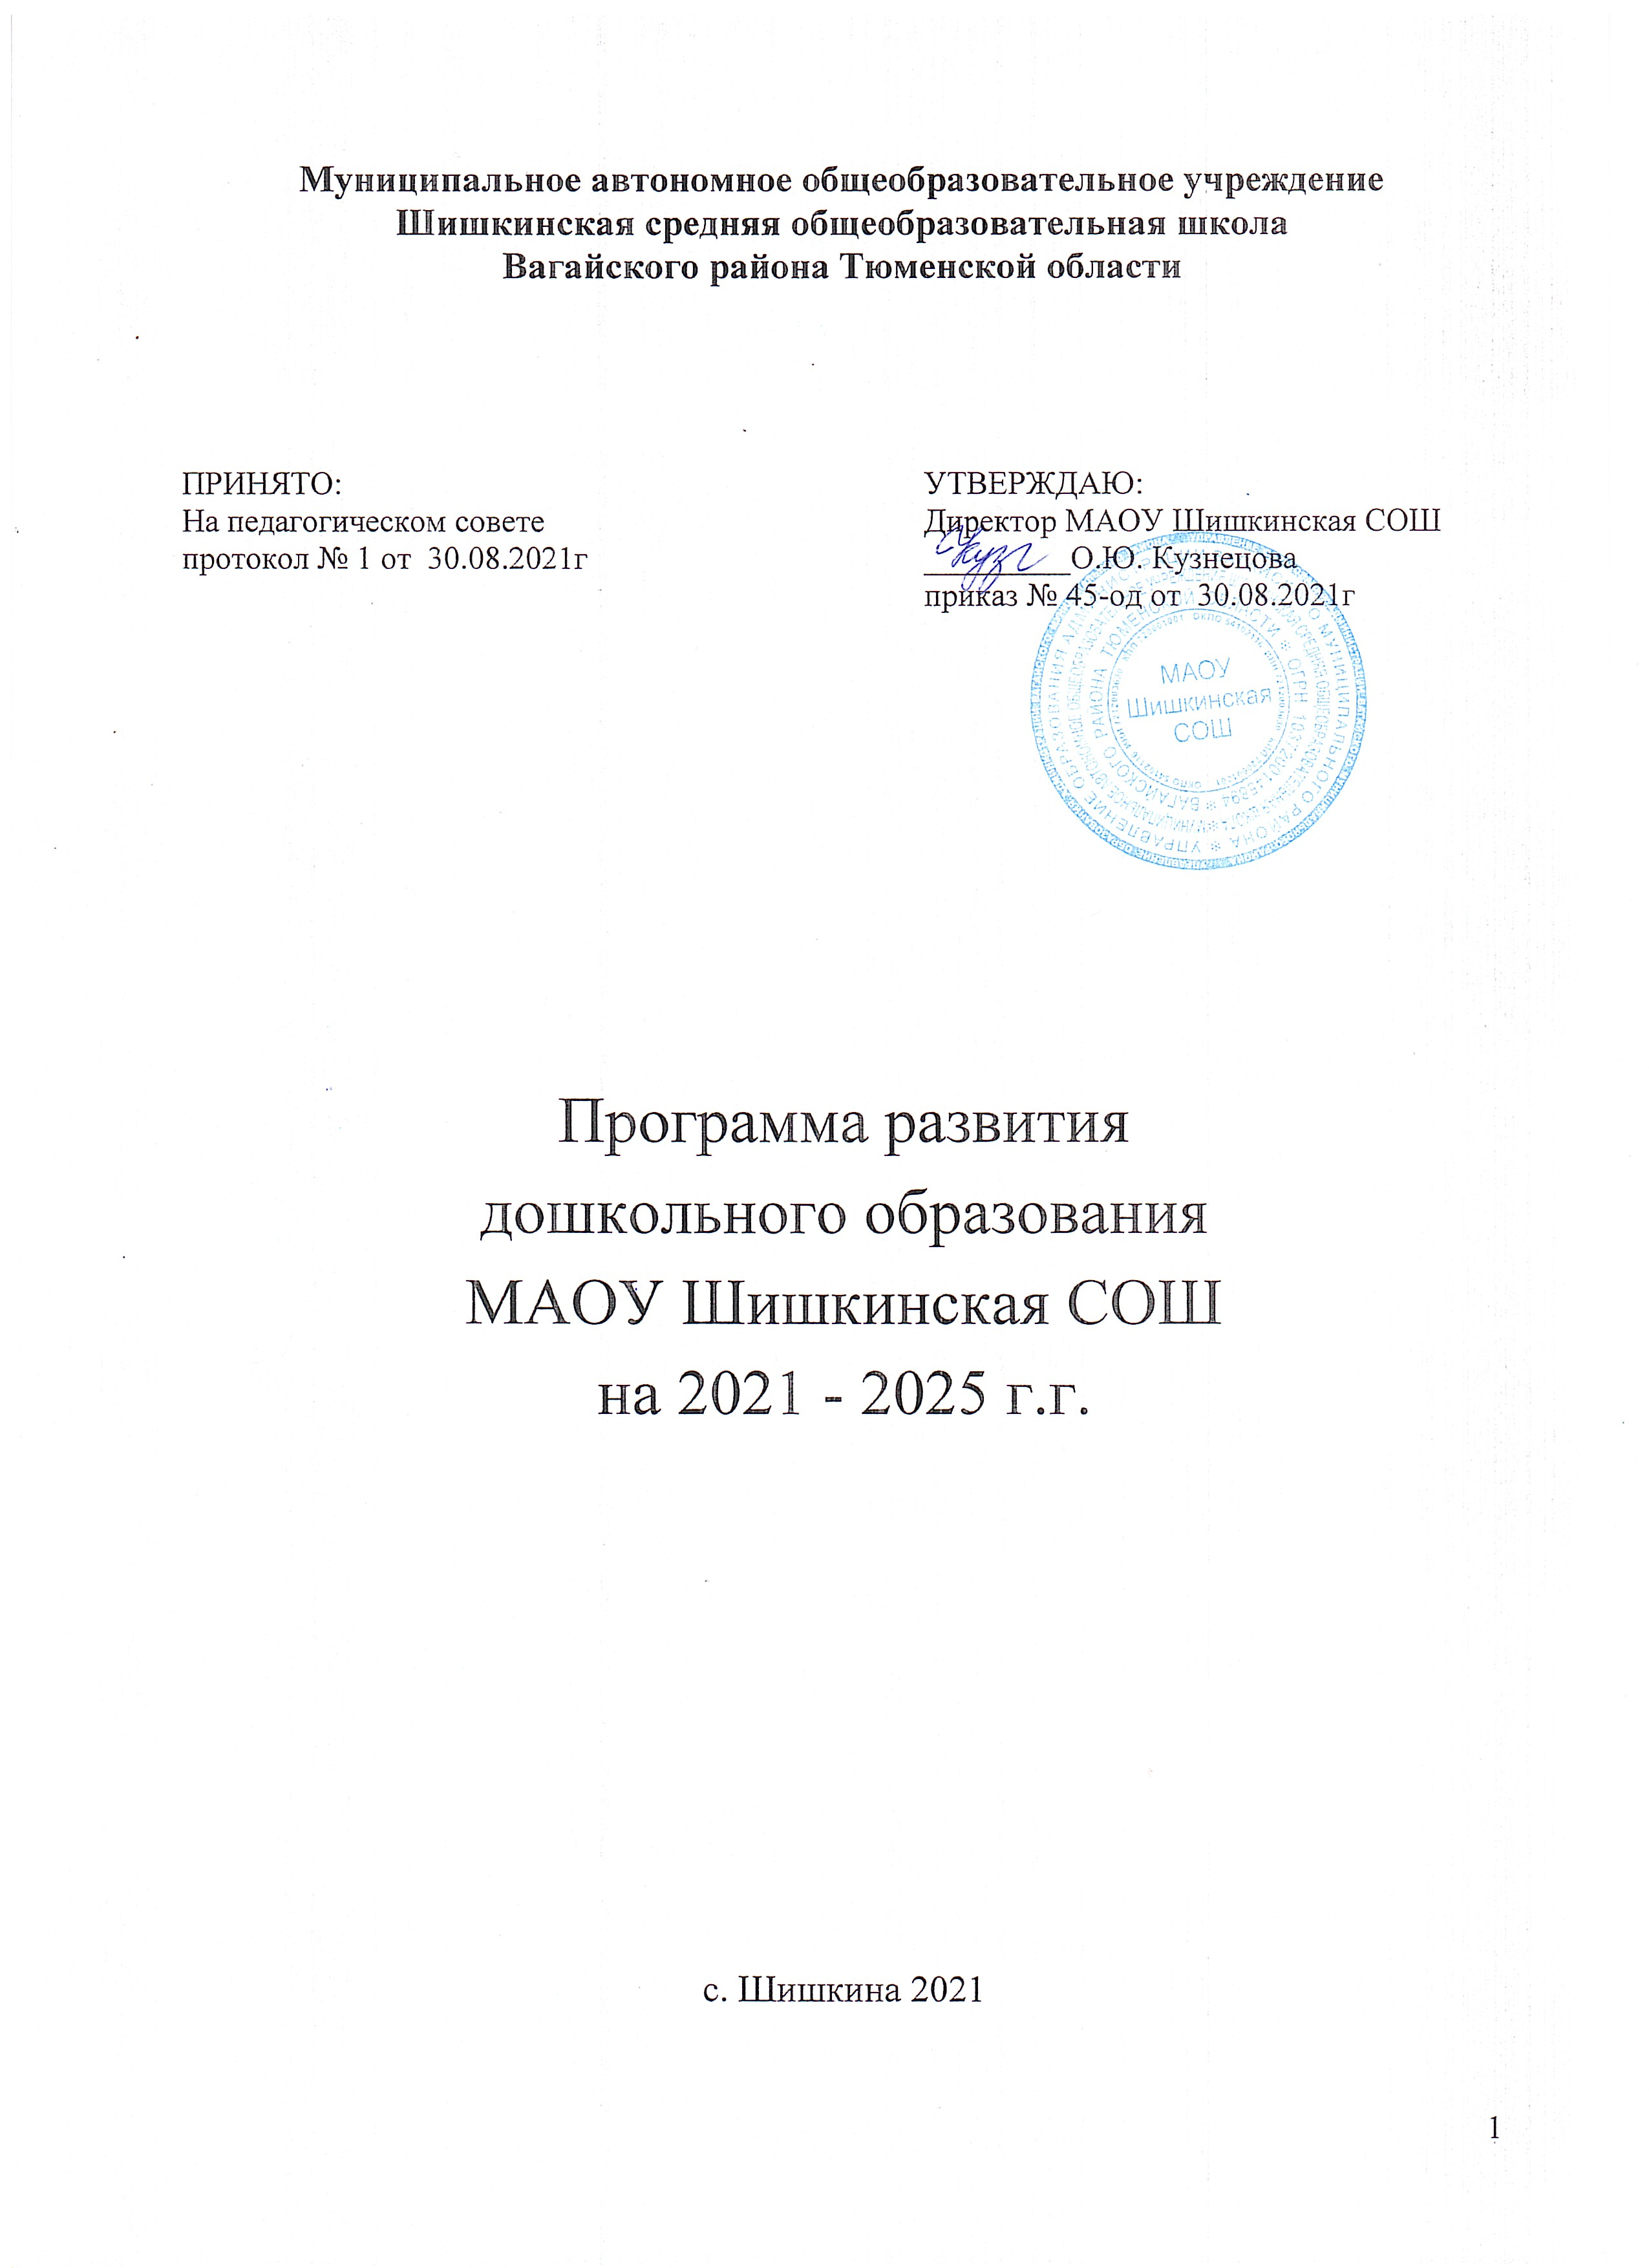 Муниципальное автономное общеобразовательное учреждение
Шишкинская средняя общеобразовательная школа
Вагайского района Тюменской области
ПРИНЯТО:
На педагогическом совете
протокол № 1 от 30.08.2021г
УТВЕРЖДАЮ:
Директор МАОУ Шишкинская СОШ
__________О.Ю. Кузнецова
приказ № 45-од от 30.08.2021г
МАОУ
Шишкинская
СОШ
Программа развития
дошкольного образования
МАОУ Шишкинская СОШ
на 2021 - 2025 г.г.
с. Шишкина 2021
1